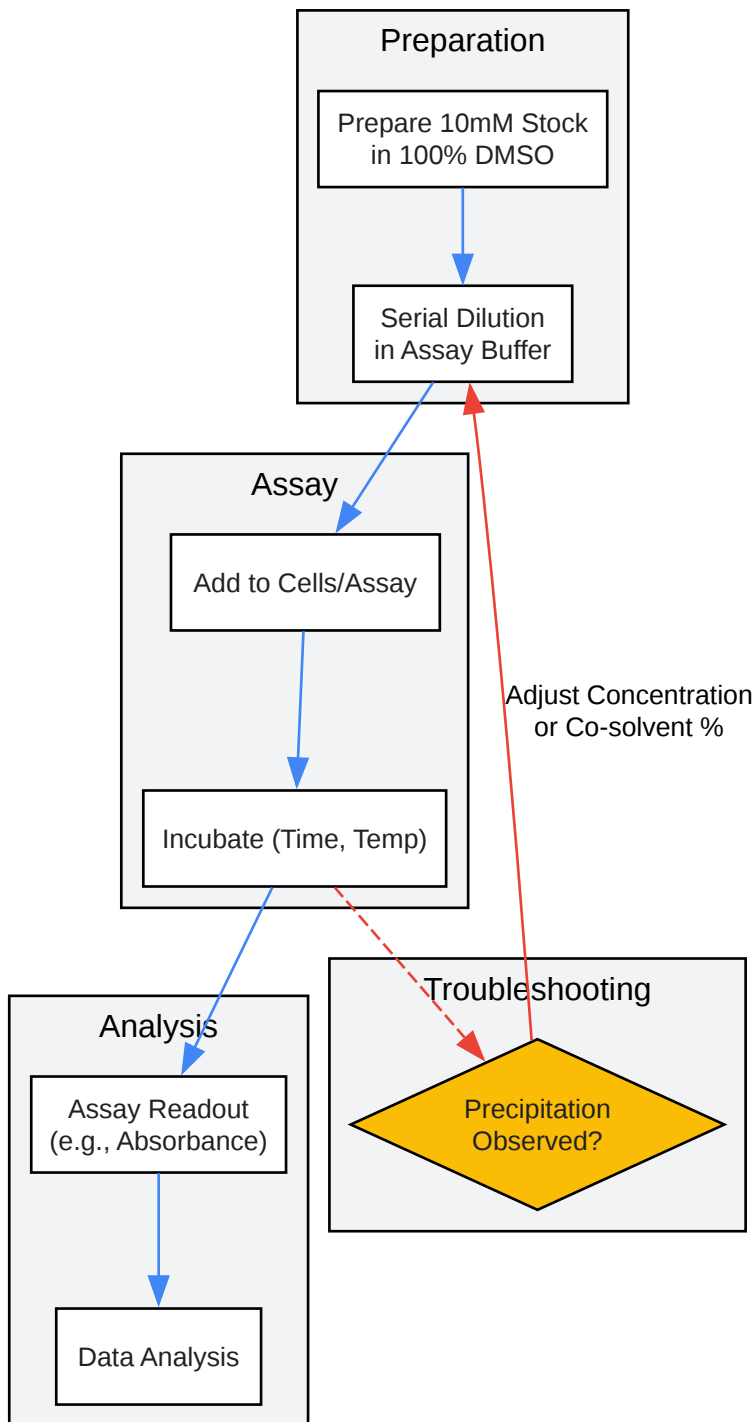 Preparation
Prepare 10mM Stock
in 100% DMSO
Serial Dilution
in Assay Buffer
Assay
Add to Cells/Assay
Adjust Concentration
or Co-solvent %
Incubate (Time, Temp)
Troubleshooting
Precipitation
Observed?
Analysis
Assay Readout
(e.g., Absorbance)
Data Analysis